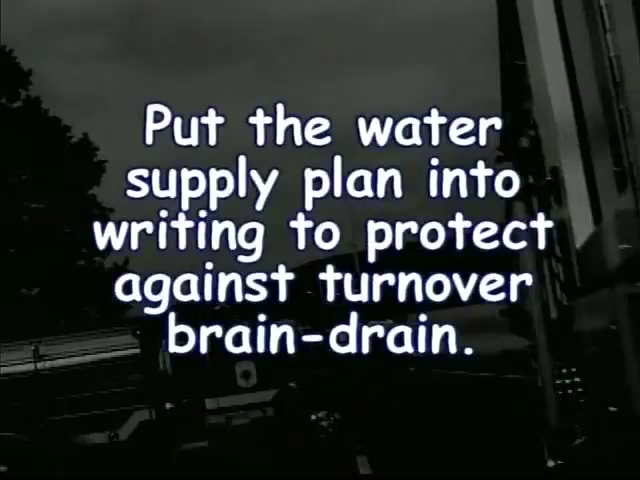 Put the water
supply plan into
writing to protect
against turnover
brain-drain.